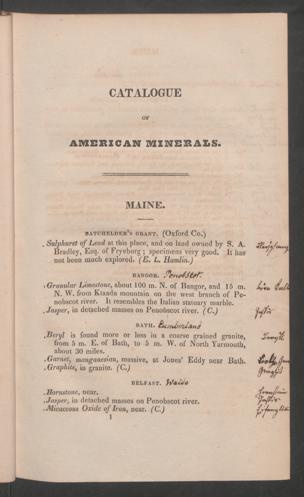 CATALOGUE
OF
AMERICAN MINERALS.
MAINE.
BATCHELDER'S GRANT. (Oxford Co.)
Sulphuret of Lead at this place, and on land owned by S. A.
Bradley, Esq. of Fryeburg; specimens very good. It has
not been much explored. (E. L. Hamlin.)
BANGOR. Penobscot.
Granular Limestone, about 100 m. N. of Bangor, and 15 m.
N. W. from Ktaada mountain on the west branch of Pe-
nobscot river. It resembles the Italian statuary marble.
Jasper, in detached masses on Penobscot river. (C.)
BATH. Cumberland
Beryl is found more or less in a coarse grained granite,
from 5 m. E. of Bath, to 5 m. W. of North Yarmouth,
about 30 miles.
Garnet, manganesian, massive, at Jones' Eddy near Bath.
Graphite, in granite. (C.)
BELFAST. Waldo
Hornstone, near.
Jasper, in detached masses on Penobscot river.
Micaceous Oxide of Iron, near. (C.)
1